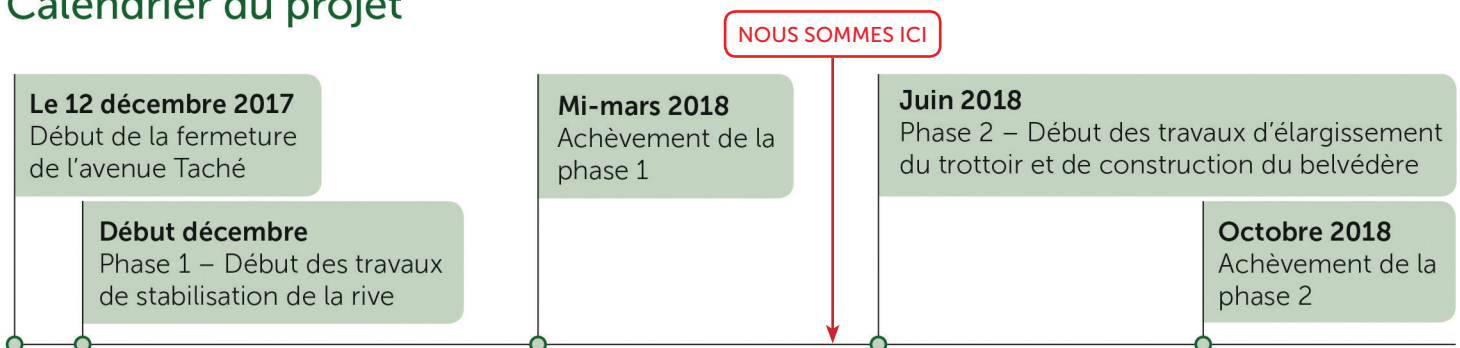 Calendrier du projet
NOUS SOMMES ICI
Le 12 décembre 2017
Début de la fermeture
de l’avenue Taché
Début décembre
Phase 1 – Début des travaux
de stabilisation de la rive
Mi-mars 2018
Achèvement de la
phase 1
Juin 2018
Phase 2 – Début des travaux d’élargissement
du trottoir et de construction du belvédère
Octobre 2018
Achèvement de la
phase 2